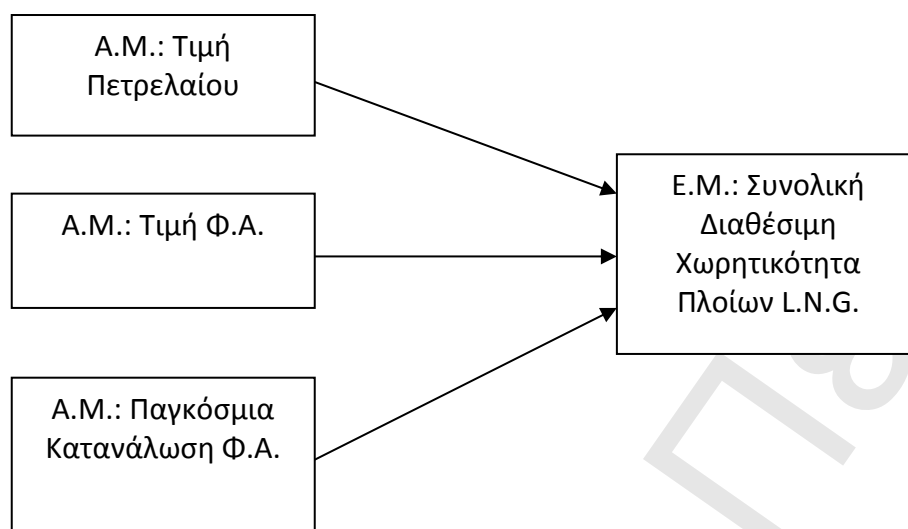 Α.Μ.: Τιμή
Πετρελαίου
Α.Μ.: Τιμή Φ.Α.
Α.Μ.: Παγκόσμια
Κατανάλωση Φ.Α.
Ε.Μ.: Συνολική
Διαθέσιμη
Χωρητικότητα
Πλοίων L.N.G.